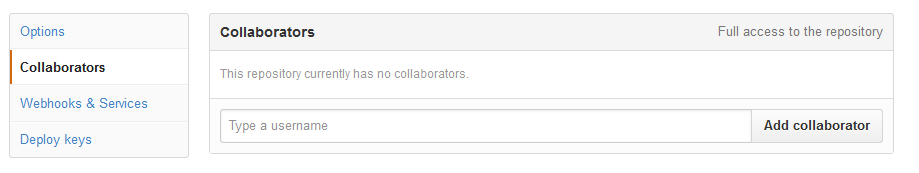 Options
Collaborators
Webhooks & Services
Deploy keys
Collaborators Full access to the repository
This repository currently has no collaborators.
Type a username Add collaborator